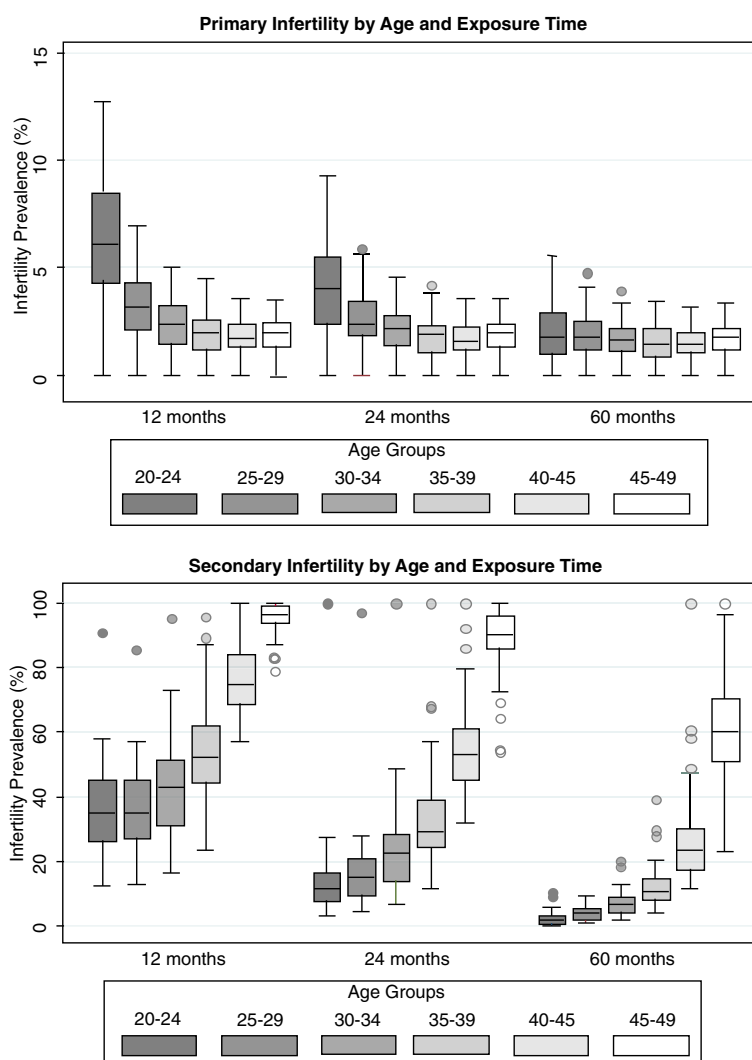 Primary Infertility by Age and Exposure Time
Infertility Prevalence (%)
15
10
5
0
12 months 24 months 60 months
Age Groups
20-24 25-29 30-34 35-39 40-45 45-49
Secondary Infertility by Age and Exposure Time
Infertility Prevalence (%)
100
80
60
40
20
0
12 months 24 months 60 months
Age Groups
20-24 25-29 30-34 35-39 40-45 45-49